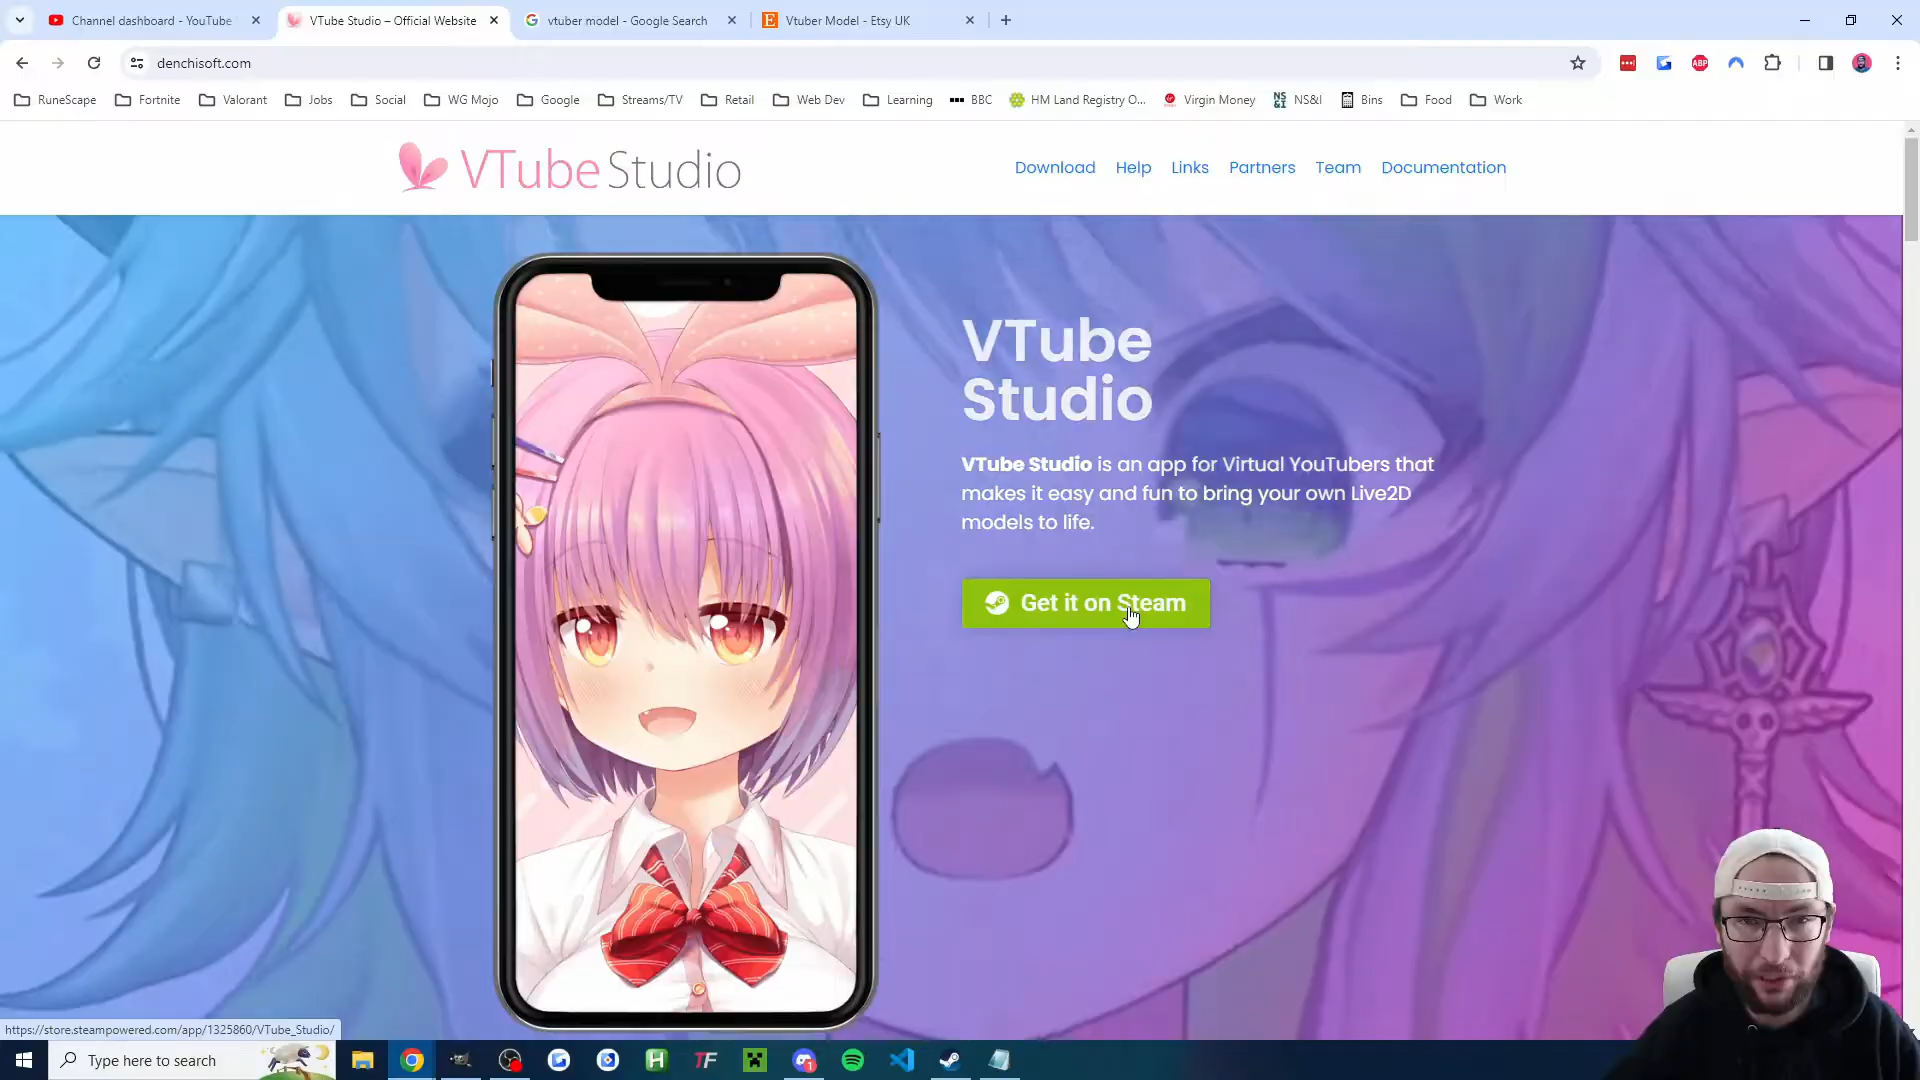 Channel dashboard - YouTube
VTube Studio – Official Website
vtuber model - Google Search
Vtuber Model - Etsy UK
denchisoft.com
ABP
RuneScape
Fortnite
Valorant
Jobs
Social
WG Mojo
Google
Streams/TV
Retail
Web Dev
Learning
BBC
HM Land Registry O...
Virgin Money
NS&I
NS&I
Bins
Food
Work
VTube Studio
Download
Help
Links
Partners
Team
Documentation
VTube
Studio
VTube Studio is an app for Virtual YouTubers that
makes it easy and fun to bring your own Live2D
models to life.
Get it on Steam
https://store.steampowered.com/app/1325860/VTube_Studio/
Type here to search